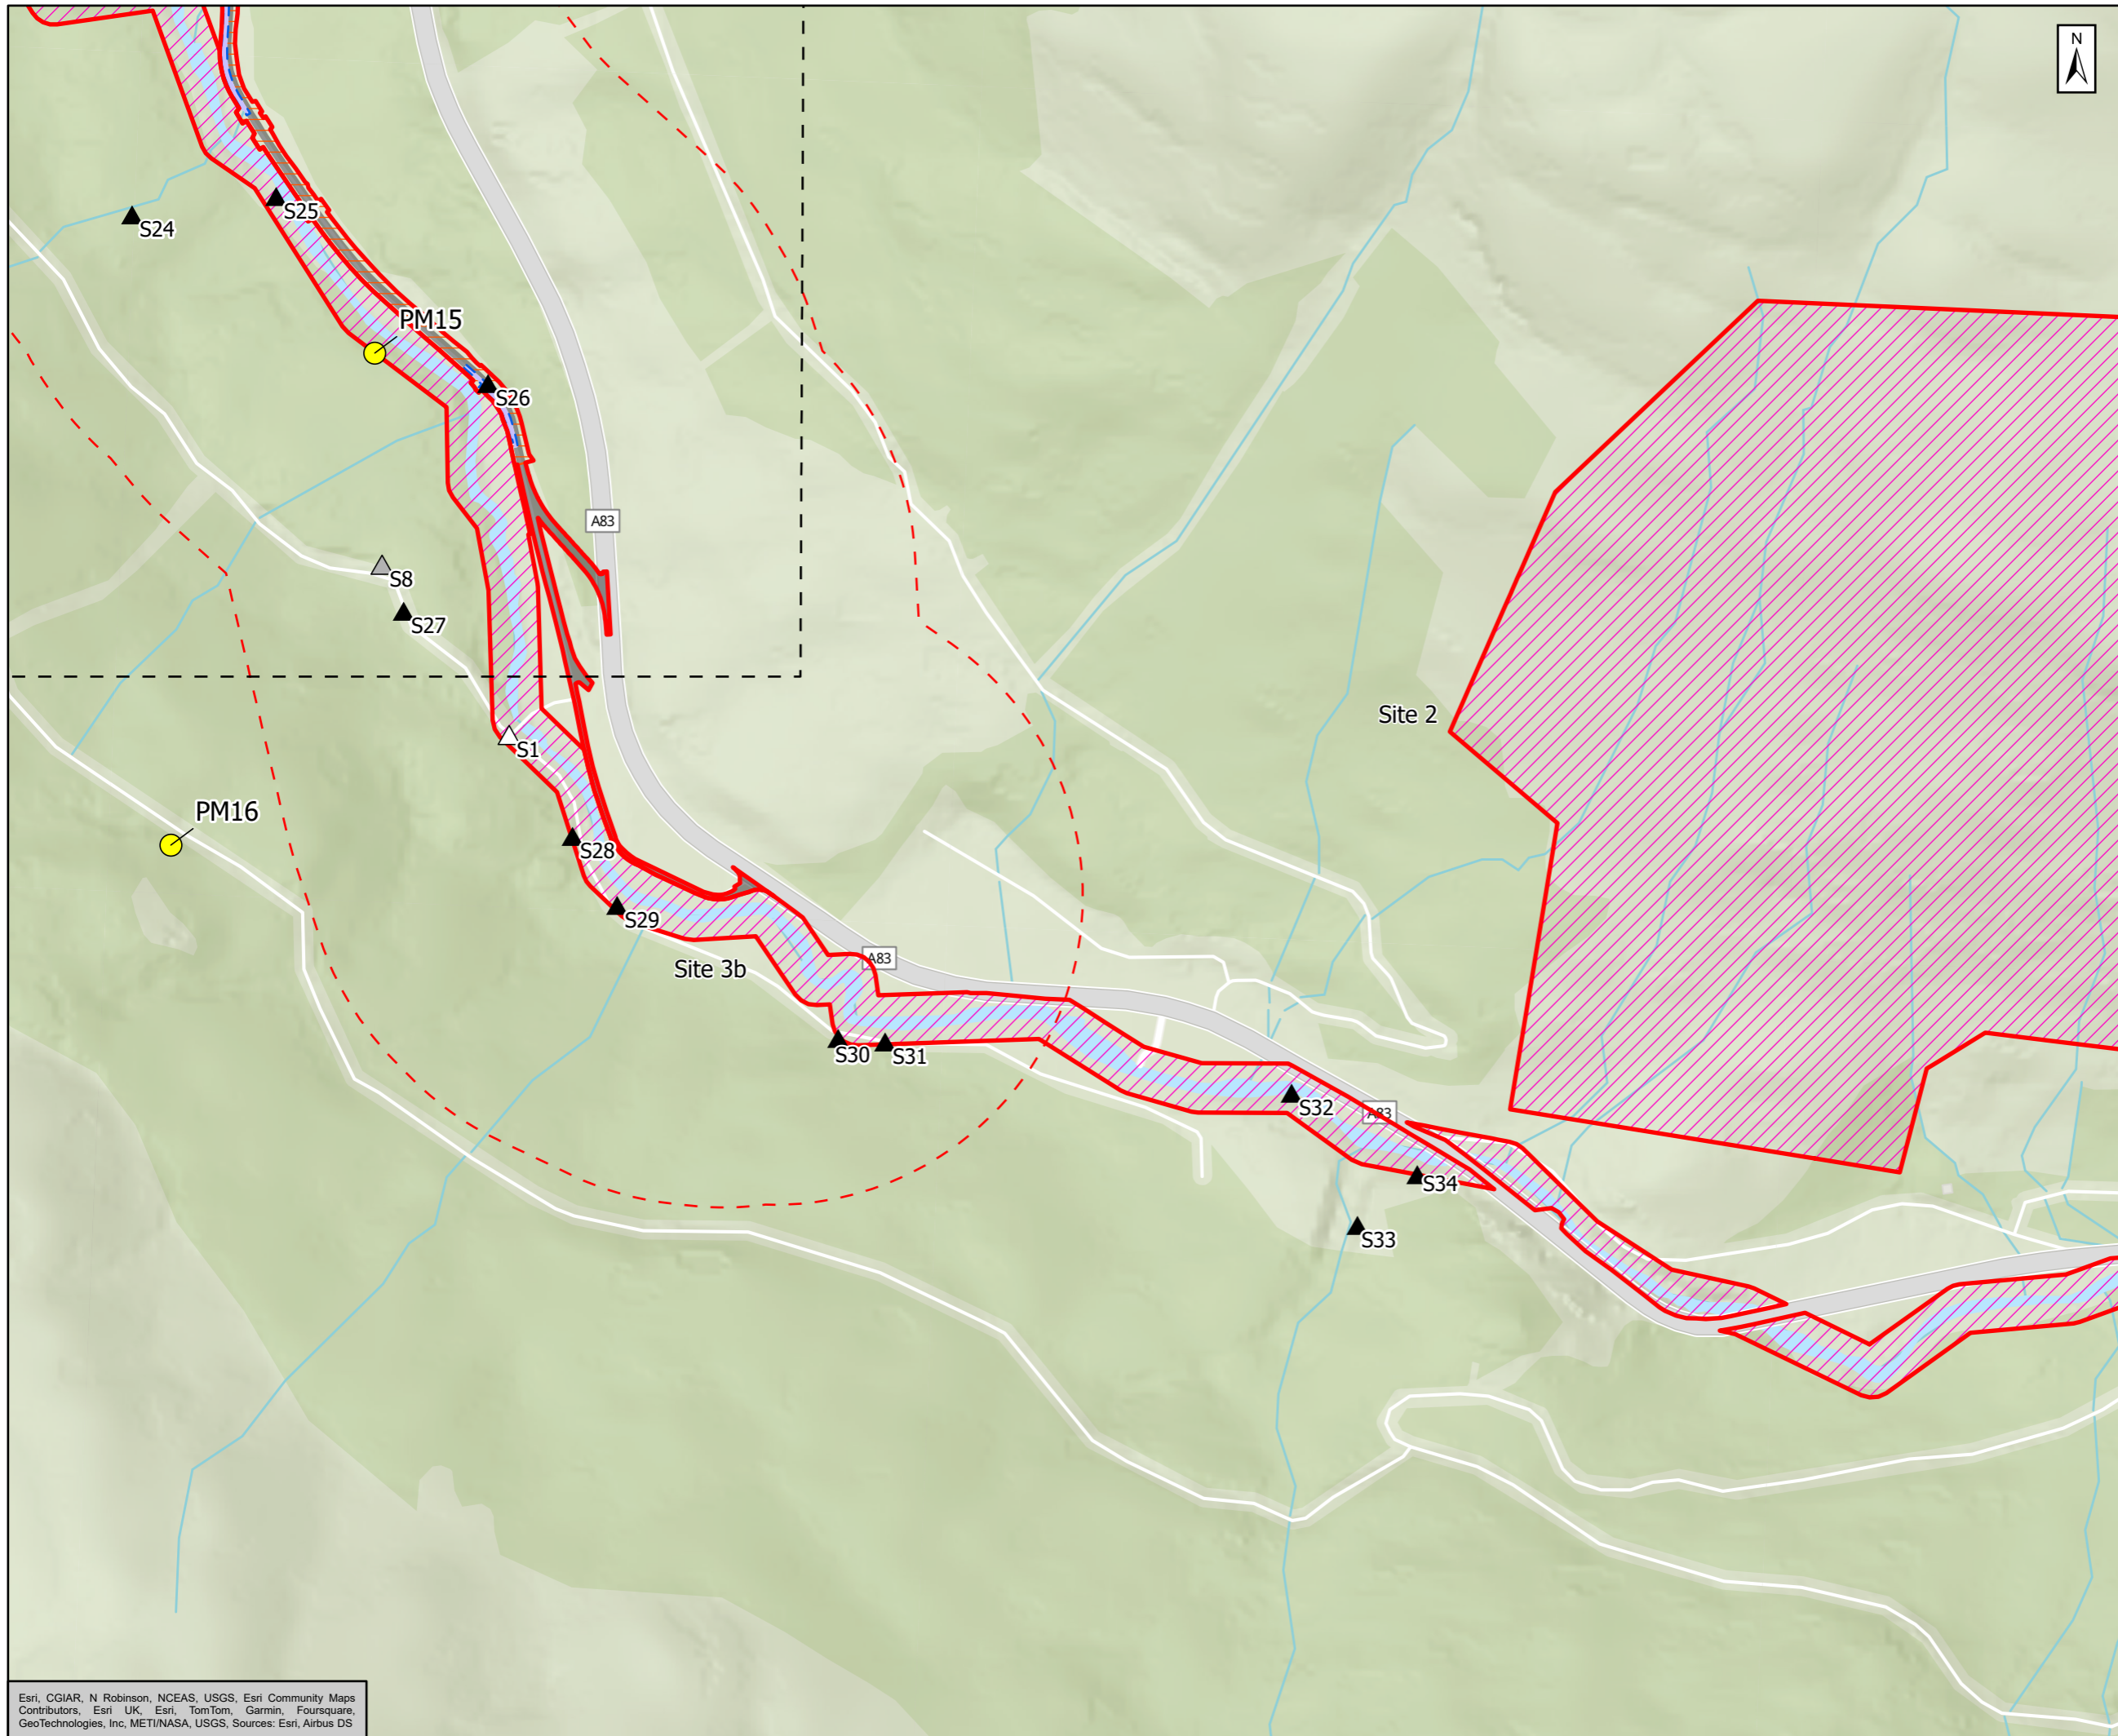 N
S25
S24
PM15
S26
A83
S8
S27
Site 2
S1
PM16
S28
S29
A83
Site 3b
S30
S31
S32
A83
S34
S33
Esri, CGIAR, N Robinson, NCEAS, USGS, Esri Community Maps
Contributors, Esri UK, Esri, TomTom, Garmin, Foursquare,
GeoTechnologies, Inc, METI/NASA, USGS, Sources: Esri, Airbus DS